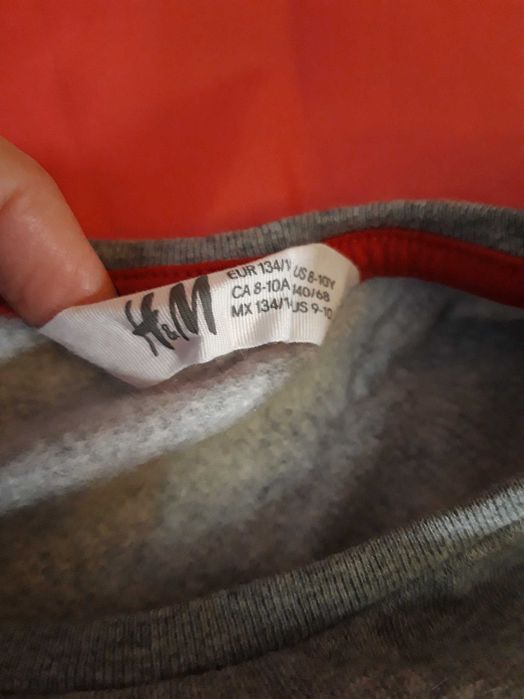 H&M
EUR 134/1 US 8-10Y
CA 8-10A 140/68
MX 134/1 US 9-10